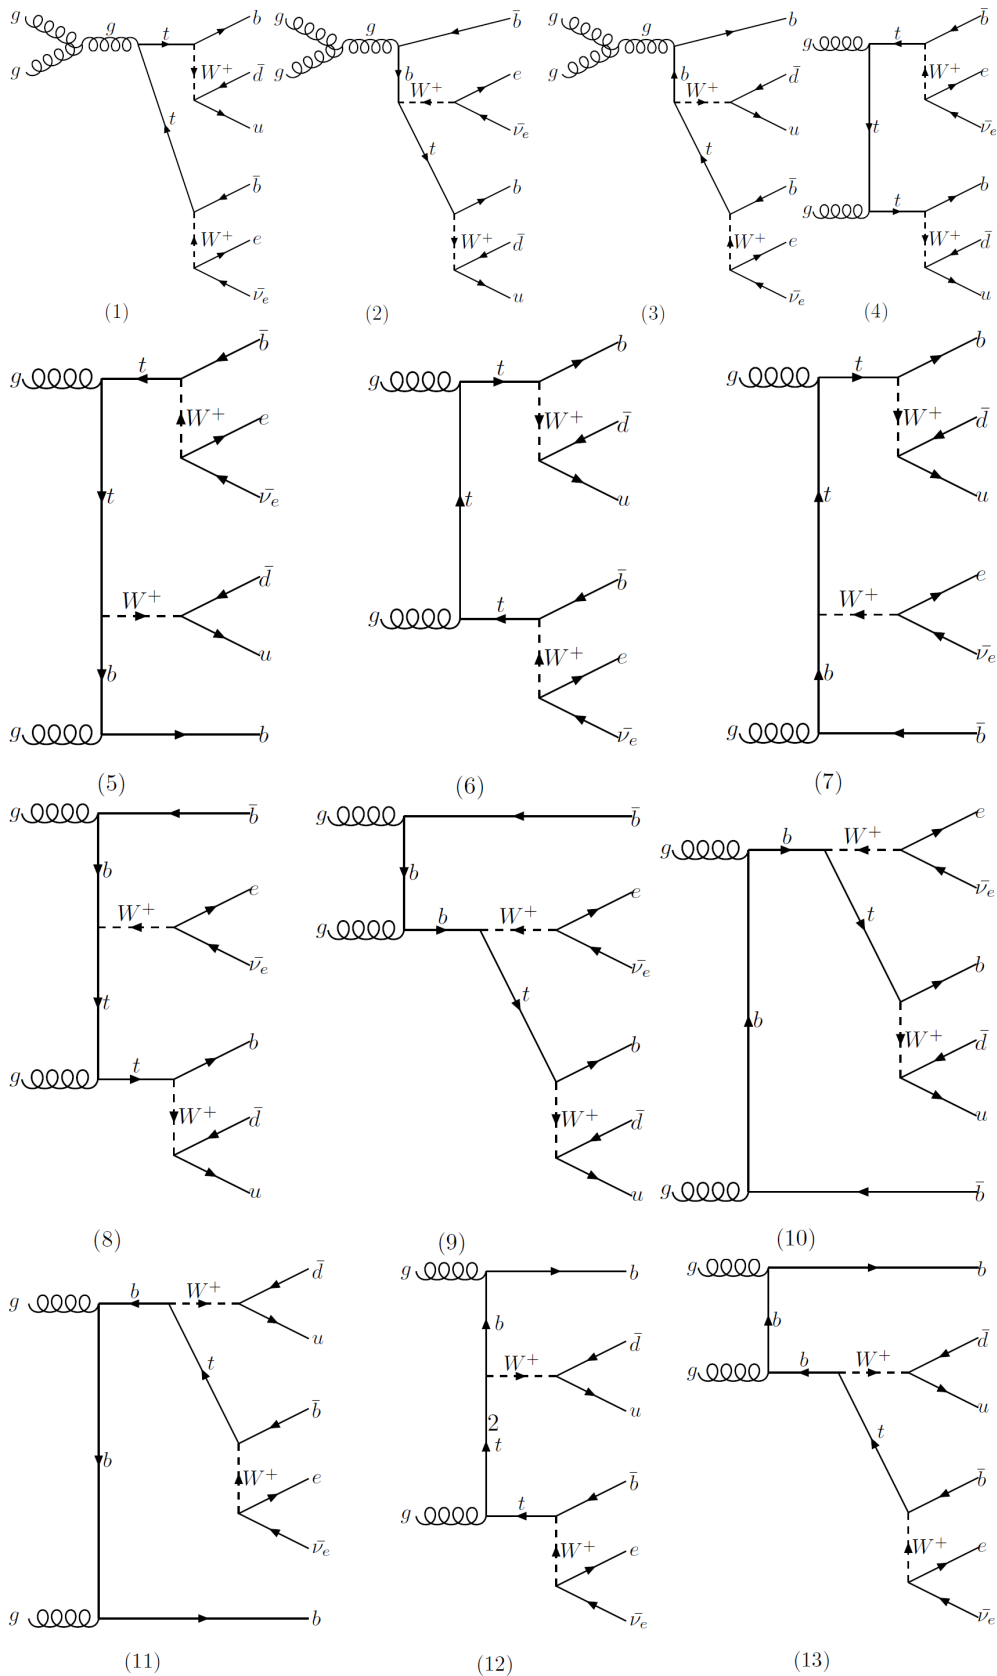 g g t b
W⁺ d̄
g t u
b̄
W⁺ e
ν̄ₑ
(1)
g g b̄
b W⁺ e
g ν̄ₑ
t b
W⁺ d̄
u
(2)
g g b
b W⁺ d̄
g u
t b̄
W⁺ e
ν̄ₑ
(3)
g t b̄
W⁺ e
t ν̄ₑ
g t b
W⁺ d̄
u
(4)
g t b̄
W⁺ e
t ν̄ₑ
W⁺ d̄
b u
g b
(5)
g t b
W⁺ d̄
t u
g t b̄
W⁺ e
ν̄ₑ
(6)
g t b
W⁺ d̄
t u
W⁺ e
b ν̄ₑ
g b̄
(7)
g b̄
b
W⁺ e
ν̄ₑ
t
g t b
W⁺ d̄
u
(8)
g b̄
b
g b W⁺ e
ν̄ₑ
t
b
W⁺ d̄
u
(9)
g b W⁺ e
ν̄ₑ
t
b b
W⁺ d̄
u
g b̄
(10)
g b W⁺ d̄
u
t
b b̄
W⁺ e
ν̄ₑ
g b
(11)
g b
b
W⁺ d̄
u
2
t
g t b̄
W⁺ e
ν̄ₑ
(12)
g b
b
g b W⁺ d̄
u
t
b̄
W⁺ e
ν̄ₑ
(13)